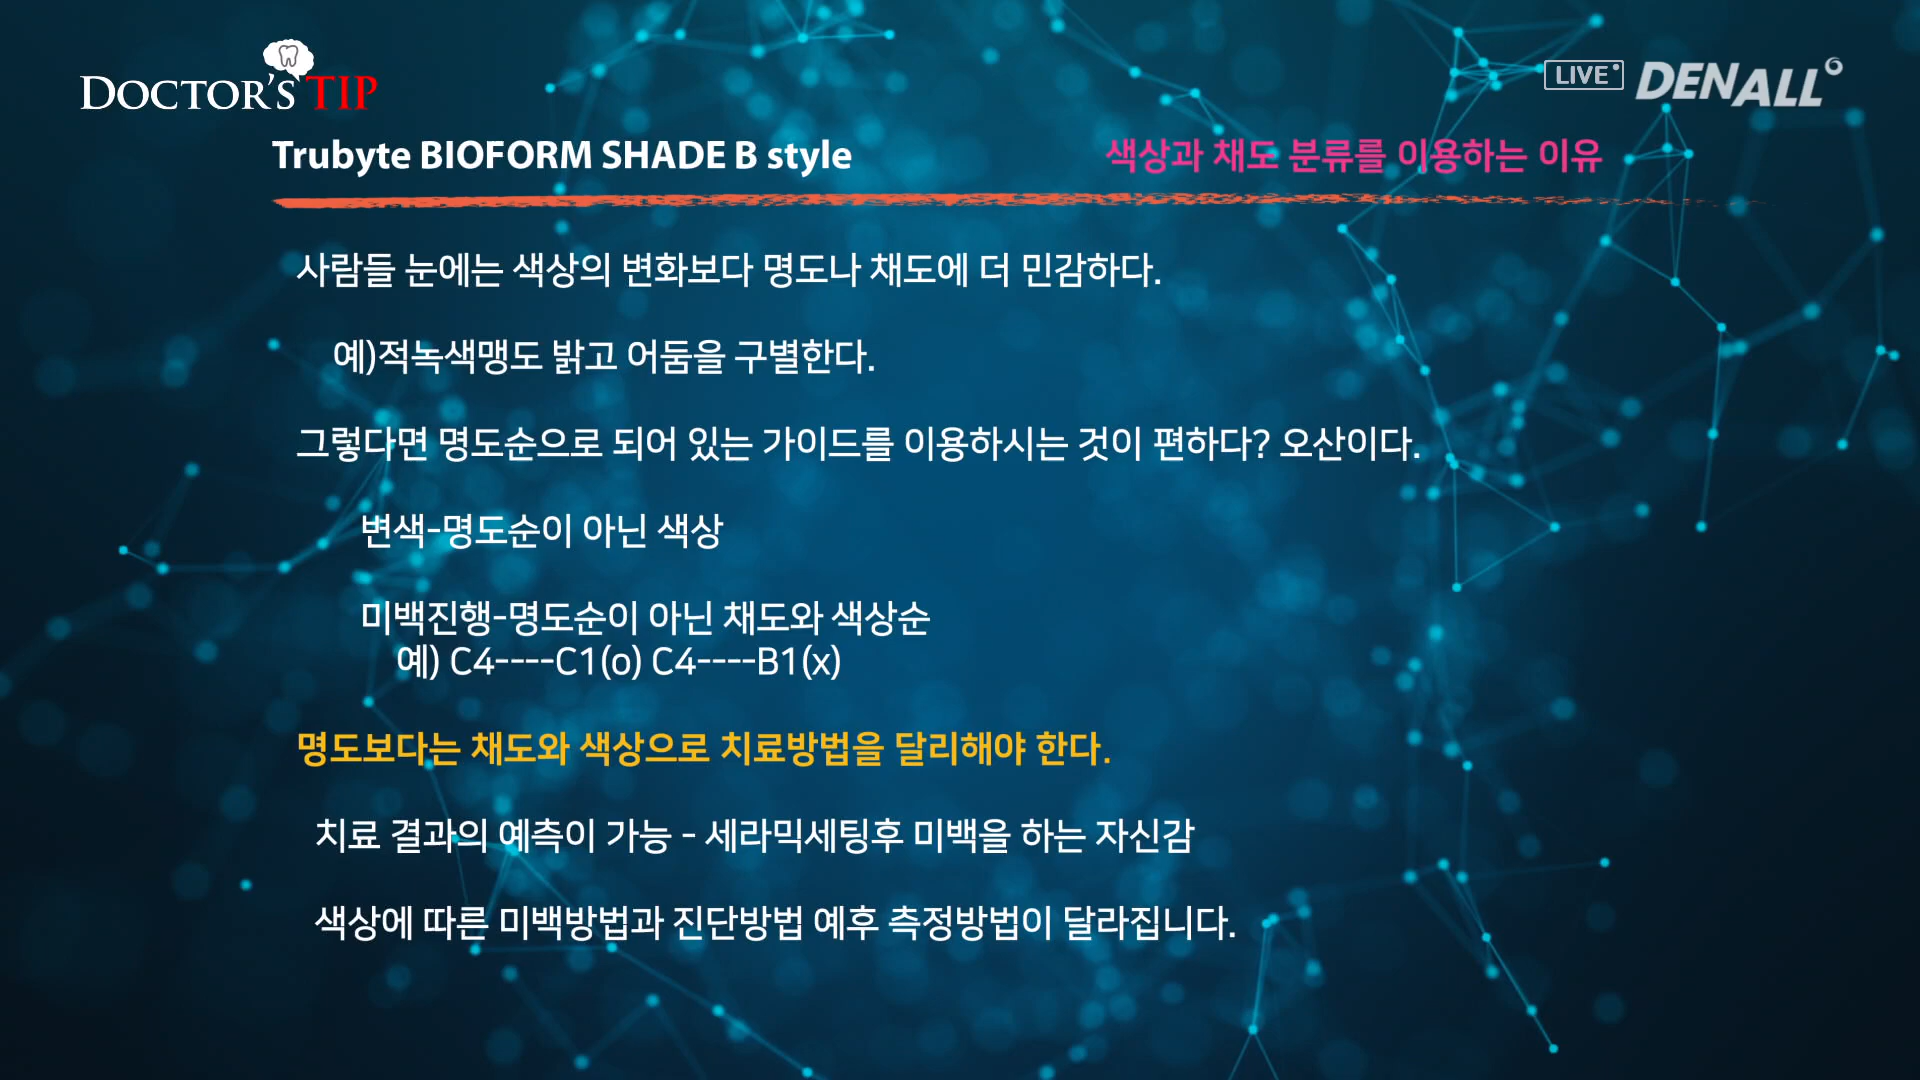 DOCTOR'S TIP
LIVE DENALL
Trubyte BIOFORM SHADE B style
색상과 채도 분류를 이용하는 이유
사람들 눈에는 색상의 변화보다 명도나 채도에 더 민감하다.
예)적녹색맹도 밝고 어둠을 구별한다.
그렇다면 명도순으로 되어 있는 가이드를 이용하시는 것이 편하다? 오산이다.
변색-명도순이 아닌 색상
미백진행-명도순이 아닌 채도와 색상순
예) C4----C1(o) C4----B1(x)
명도보다는 채도와 색상으로 치료방법을 달리해야 한다.
치료 결과의 예측이 가능 - 세라믹세팅후 미백을 하는 자신감
색상에 따른 미백방법과 진단방법 예후 측정방법이 달라집니다.